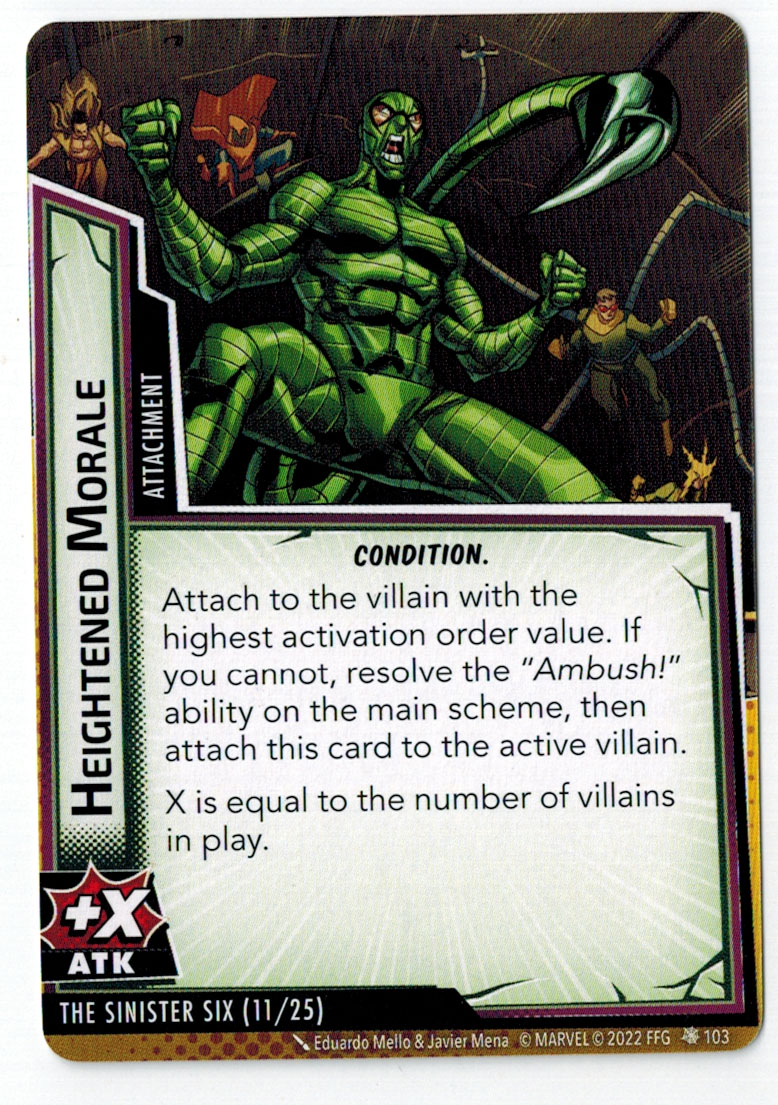 HEIGHTENED MORALE
ATTACHMENT
CONDITION.
Attach to the villain with the
highest activation order value. If
you cannot, resolve the “Ambush!”
ability on the main scheme, then
attach this card to the active villain.
X is equal to the number of villains
in play.
+X
ATK
THE SINISTER SIX (11/25)
Eduardo Mello & Javier Mena © MARVEL © 2022 FFG 103